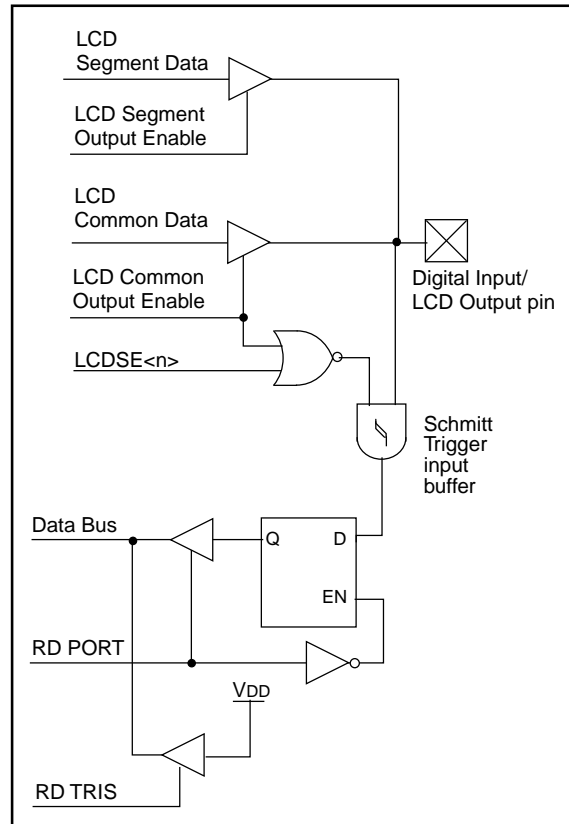 LCD
Segment Data
LCD Segment
Output Enable
LCD
Common Data
Digital Input/
LCD Output pin
LCD Common
Output Enable
LCDSE<n>
Schmitt
Trigger
input
buffer
Data Bus
Q
D
EN
RD PORT
VDD
RD TRIS